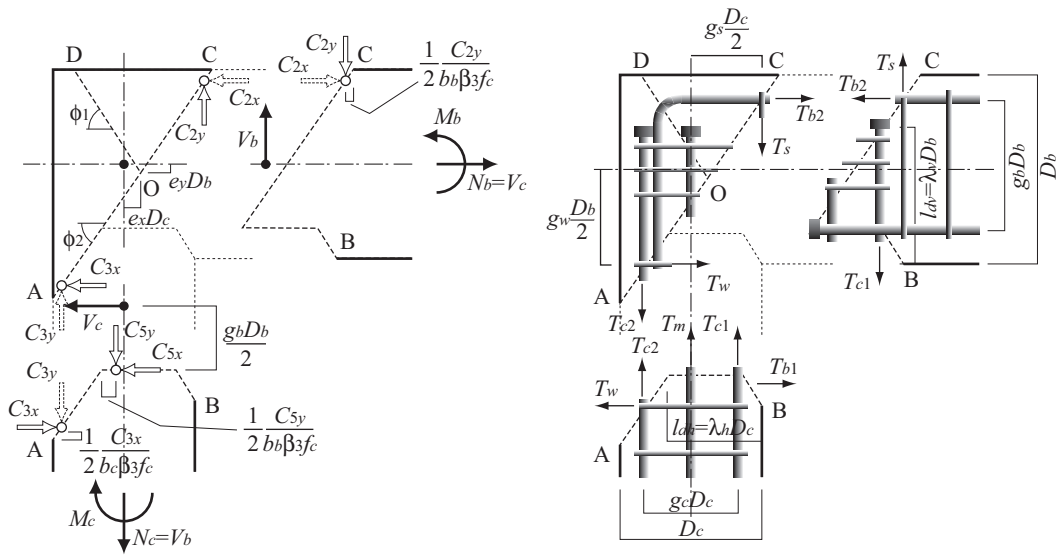 D
C
C2x
C2y
ϕ1
O
eyDb
exDc
ϕ2
A
C3x
C3y
Vc
C2y
C
C2x
1/2 C2y/bbβ3fc
Vb
Mb
Nb=Vc
B
C3y
C5y
C5x
gbDb/2
C3x
B
A
1/2 C3x/bcβ3fc
1/2 C5y/bbβ3fc
Mc
Nc=Vb
gs Dc/2
D
C
Tb2
Ts
O
gw Db/2
A
Tw
Tc2
Tm
Tc1
Ts
C
Tb2
ldv=λvDb
gbDb
Db
Tc1
B
Tc2
Tb1
Tw
B
ldh=λhDc
A
gcDc
Dc